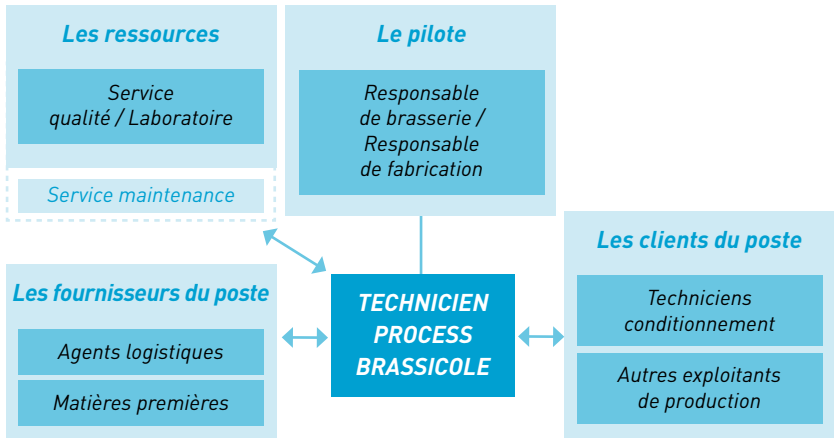 Les ressources
Service
qualité / Laboratoire
Service maintenance
Le pilote
Responsable
de brasserie /
Responsable
de fabrication
Les fournisseurs du poste
Agents logistiques
Matières premières
TECHNICIEN
PROCESS
BRASSICOLE
Les clients du poste
Techniciens
conditionnement
Autres exploitants
de production